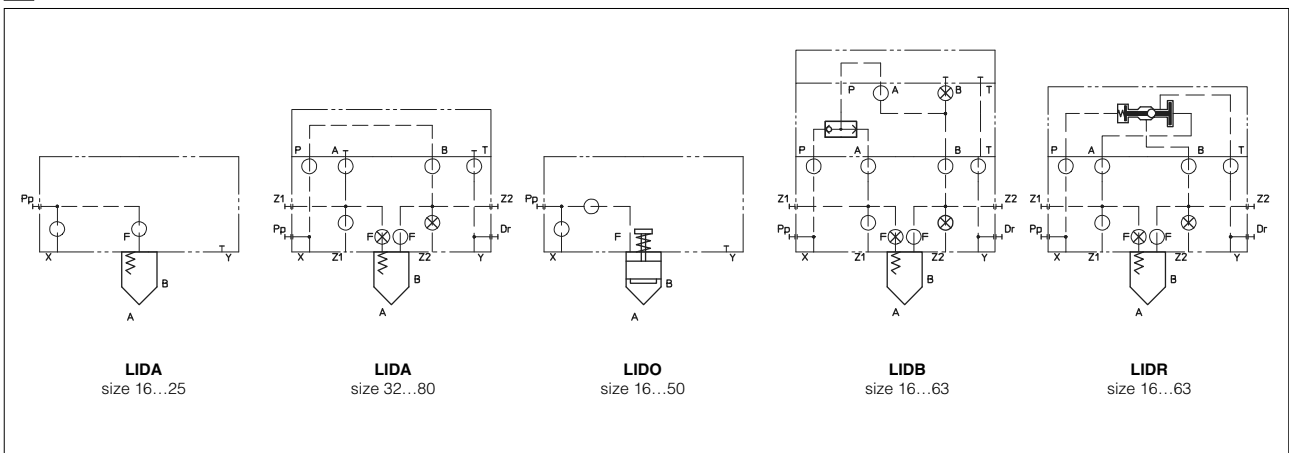 P A B T
P A B T
P A B T
P A B T
Pp
Z1 Z2
Pp
Z1 Z2
Z1 Z2
F
Pp F F Dr
F
Pp F F Dr
Pp F F Dr
X T Y
X Z1 Z2 Y
X T Y
X Z1 Z2 Y
X Z1 Z2 Y
B
B
B
B
B
A
A
A
A
A
LIDA
size 16...25
LIDA
size 32...80
LIDO
size 16...50
LIDB
size 16...63
LIDR
size 16...63